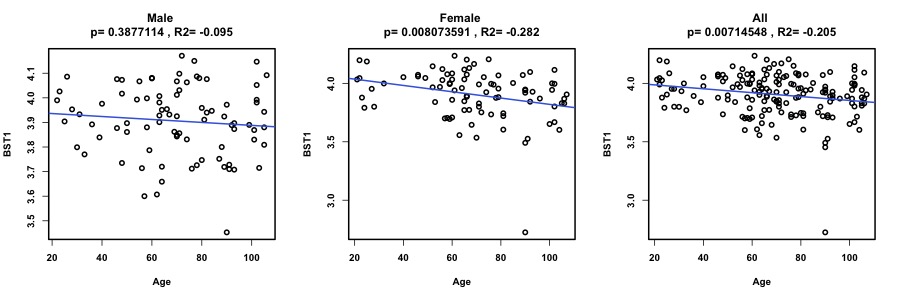 Male
p= 0.3877114 , R2= -0.095
BST1
4.1
4.0
3.9
3.8
3.7
3.6
3.5
20 40 60 80 100
Age
Female
p= 0.008073591 , R2= -0.282
BST1
4.0
3.5
3.0
20 40 60 80 100
Age
All
p= 0.00714548 , R2= -0.205
BST1
4.0
3.5
3.0
20 40 60 80 100
Age